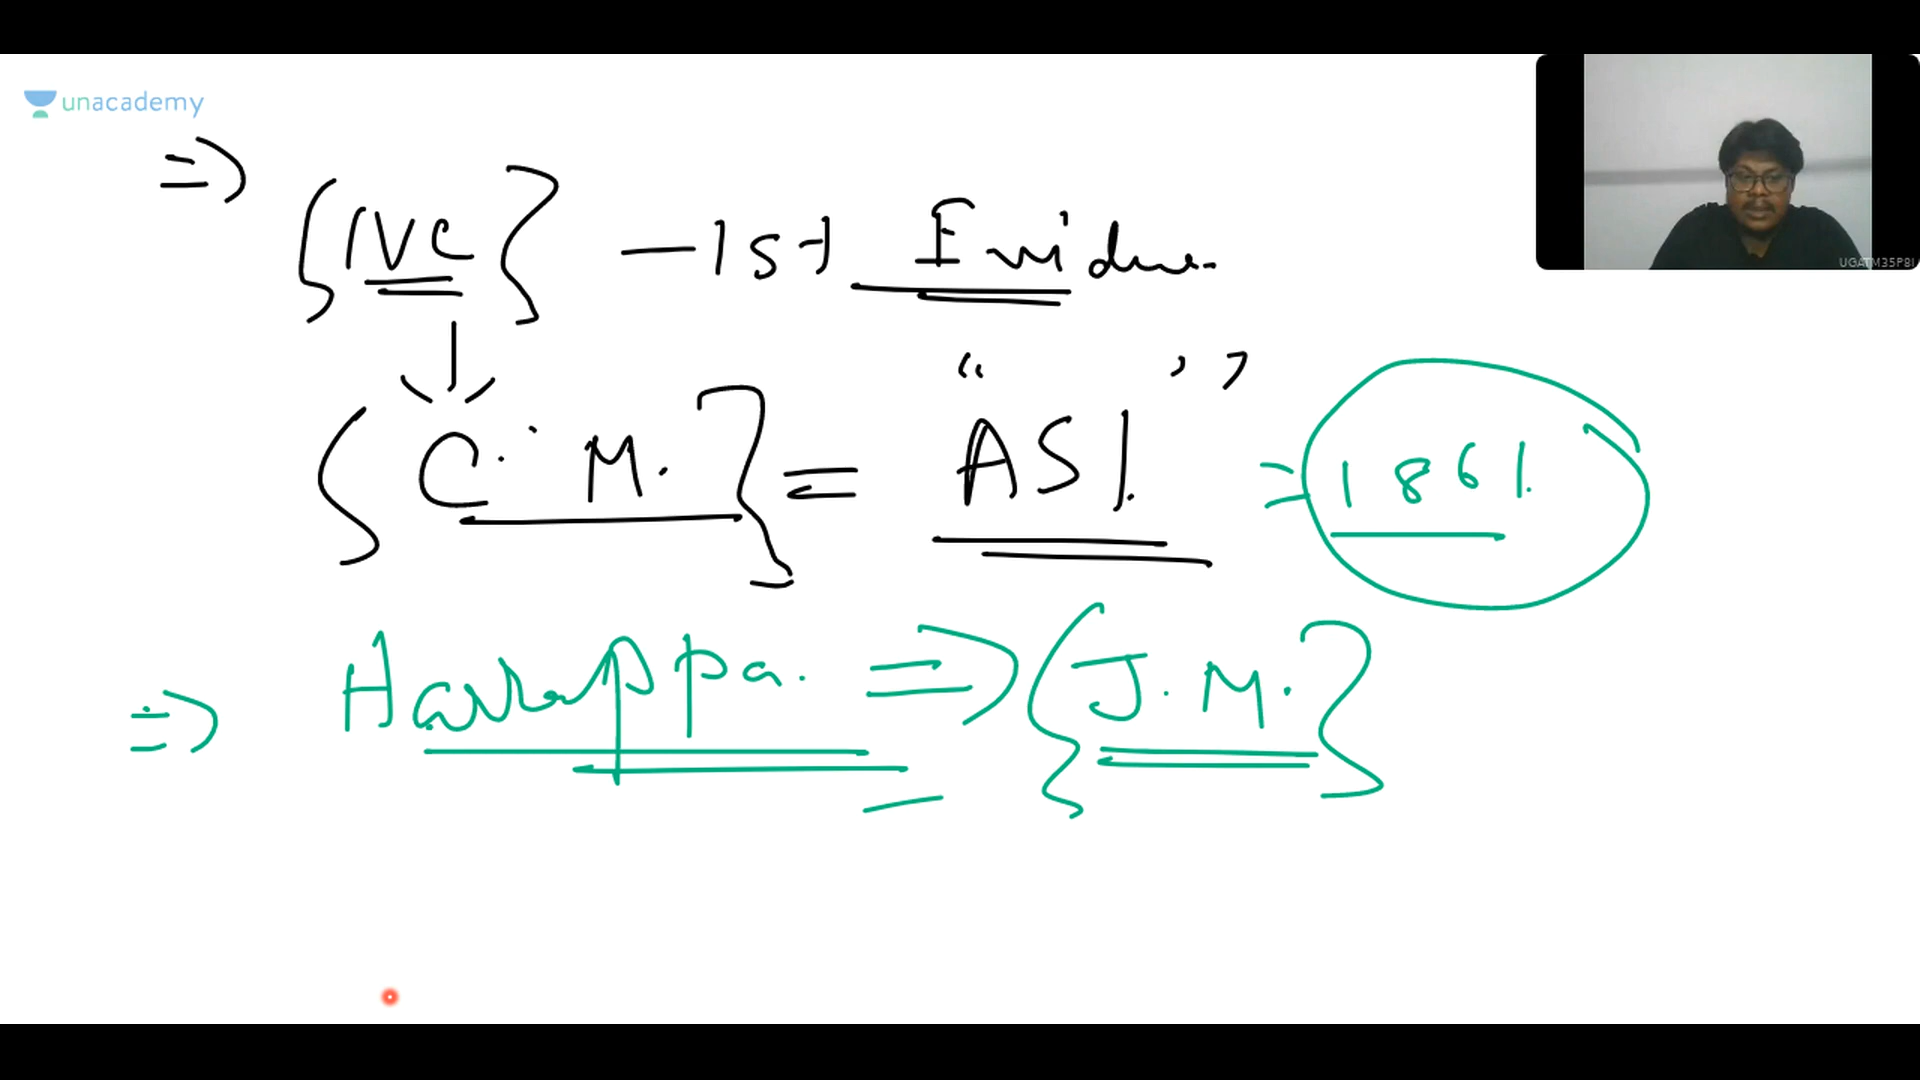 unacademy
=> {IVC} — 1st Evidence
{C. M.} = "ASI." = 1861.
=> Harappa. => {J. M.}